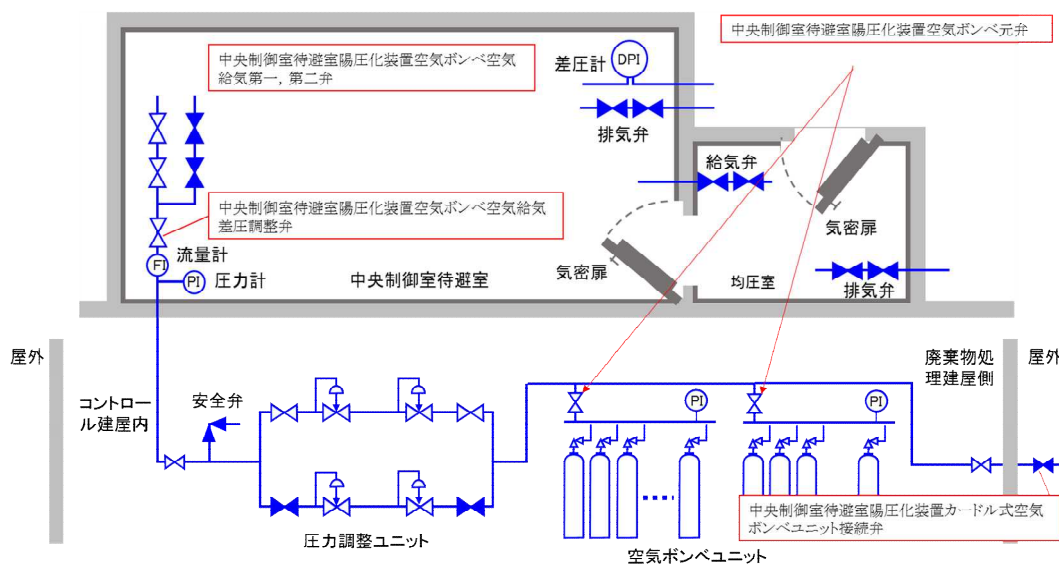 中央制御室待避室陽圧化装置空気ボンベ元弁
中央制御室待避室陽圧化装置空気ボンベ空気
給気第一，第二弁
差圧計
DPI
排気弁
給気弁
気密扉
中央制御室待避室陽圧化装置空気ボンベ空気給気
差圧調整弁
流量計
FI
PI
圧力計
中央制御室待避室
気密扉
均圧室
排気弁
屋外
コントロー
ル建屋内
安全弁
圧力調整ユニット
PI
PI
廃棄物処
理建屋側
屋外
中央制御室待避室陽圧化装置カードル式空気
ボンベユニット接続弁
空気ボンベユニット